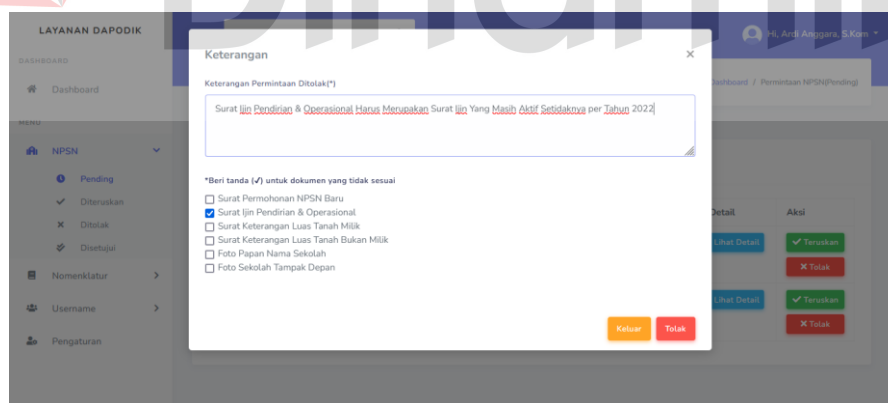 LAYANAN DAPODIK
Hi, Ardi Anggara, S.Kom
DASHBOARD
Dashboard
Dashboard / Permintaan NPSN(Pending)
MENU
NPSN
Pending
Diteruskan
Ditolak
Disetujui
Nomenklatur
Username
Pengaturan
Keterangan
×
Keterangan Permintaan Ditolak(*)
Surat Ijin Pendirian & Operasional Harus Merupakan Surat Ijin Yang Masih Aktif Setidaknya per Tahun 2022
*Beri tanda (✓) untuk dokumen yang tidak sesuai
Surat Permohonan NPSN Baru
Surat Ijin Pendirian & Operasional
Surat Keterangan Luas Tanah Milik
Surat Keterangan Luas Tanah Bukan Milik
Foto Papan Nama Sekolah
Foto Sekolah Tampak Depan
Keluar Tolak
Detail Aksi
Lihat Detail Teruskan
Tolak
Lihat Detail Teruskan
Tolak